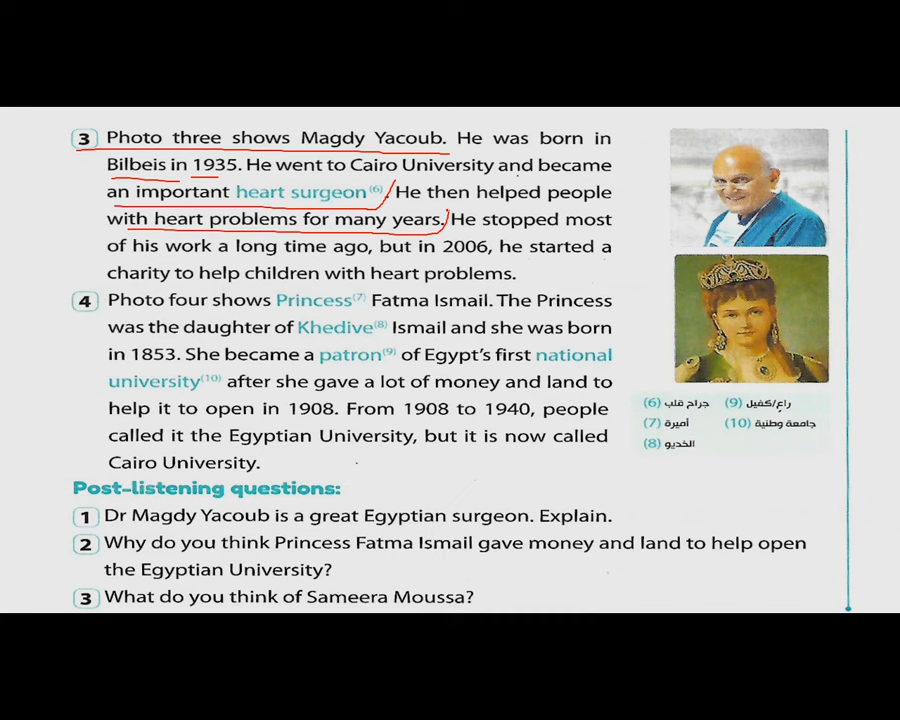 3 Photo three shows Magdy Yacoub. He was born in
Bilbeis in 1935. He went to Cairo University and became
an important heart surgeon(6). He then helped people
with heart problems for many years. He stopped most
of his work a long time ago, but in 2006, he started a
charity to help children with heart problems.
4 Photo four shows Princess(7) Fatma Ismail. The Princess
was the daughter of Khedive(8) Ismail and she was born
in 1853. She became a patron(9) of Egypt's first national
university(10) after she gave a lot of money and land to
help it to open in 1908. From 1908 to 1940, people
called it the Egyptian University, but it is now called
Cairo University.
(6) جراح قلب (9) راعٍ/كفيل
(7) أميرة (10) جامعة وطنية
(8) الخديو
Post-listening questions:
1 Dr Magdy Yacoub is a great Egyptian surgeon. Explain.
2 Why do you think Princess Fatma Ismail gave money and land to help open
the Egyptian University?
3 What do you think of Sameera Moussa?